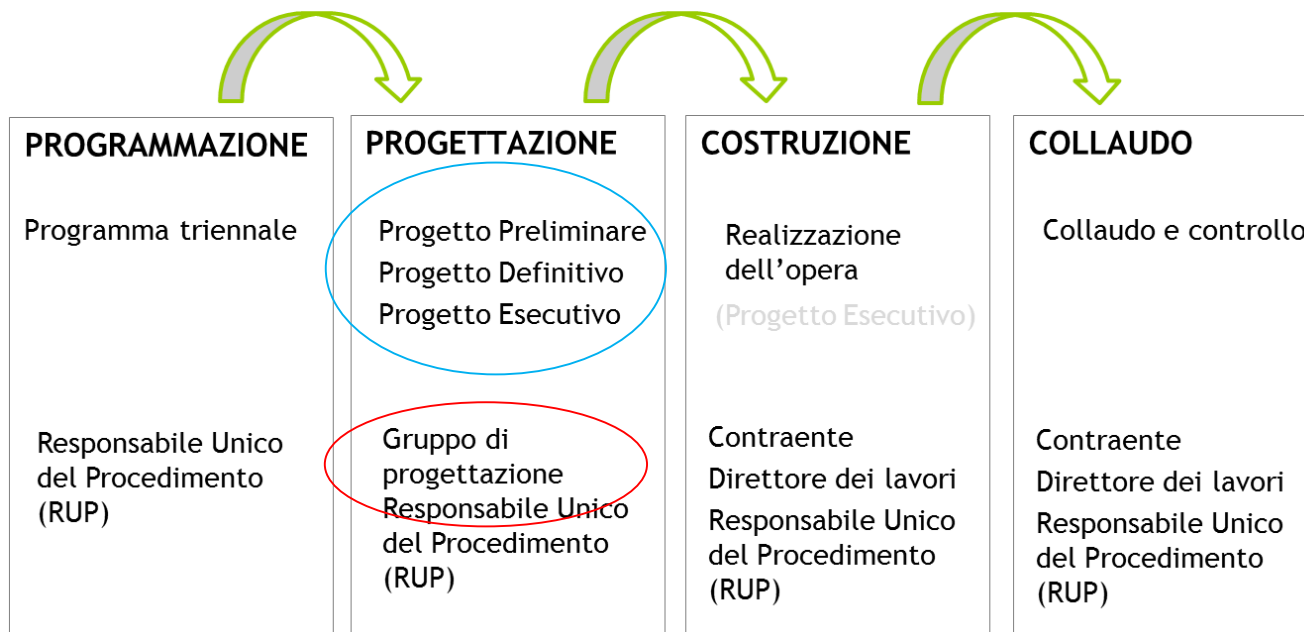 PROGRAMMAZIONE
Programma triennale
Responsabile Unico
del Procedimento
(RUP)
PROGETTAZIONE
Progetto Preliminare
Progetto Definitivo
Progetto Esecutivo
Gruppo di
progettazione
Responsabile Unico
del Procedimento
(RUP)
COSTRUZIONE
Realizzazione
dell’opera
(Progetto Esecutivo)
Contraente
Direttore dei lavori
Responsabile Unico
del Procedimento
(RUP)
COLLAUDO
Collaudo e controllo
Contraente
Direttore dei lavori
Responsabile Unico
del Procedimento
(RUP)